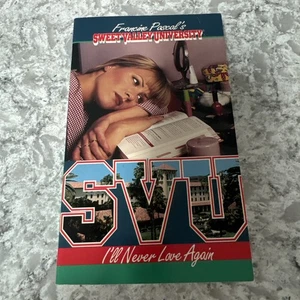 Francine Pascal's
SWEET VALLEY UNIVERSITY
SVU
I'll Never Love Again